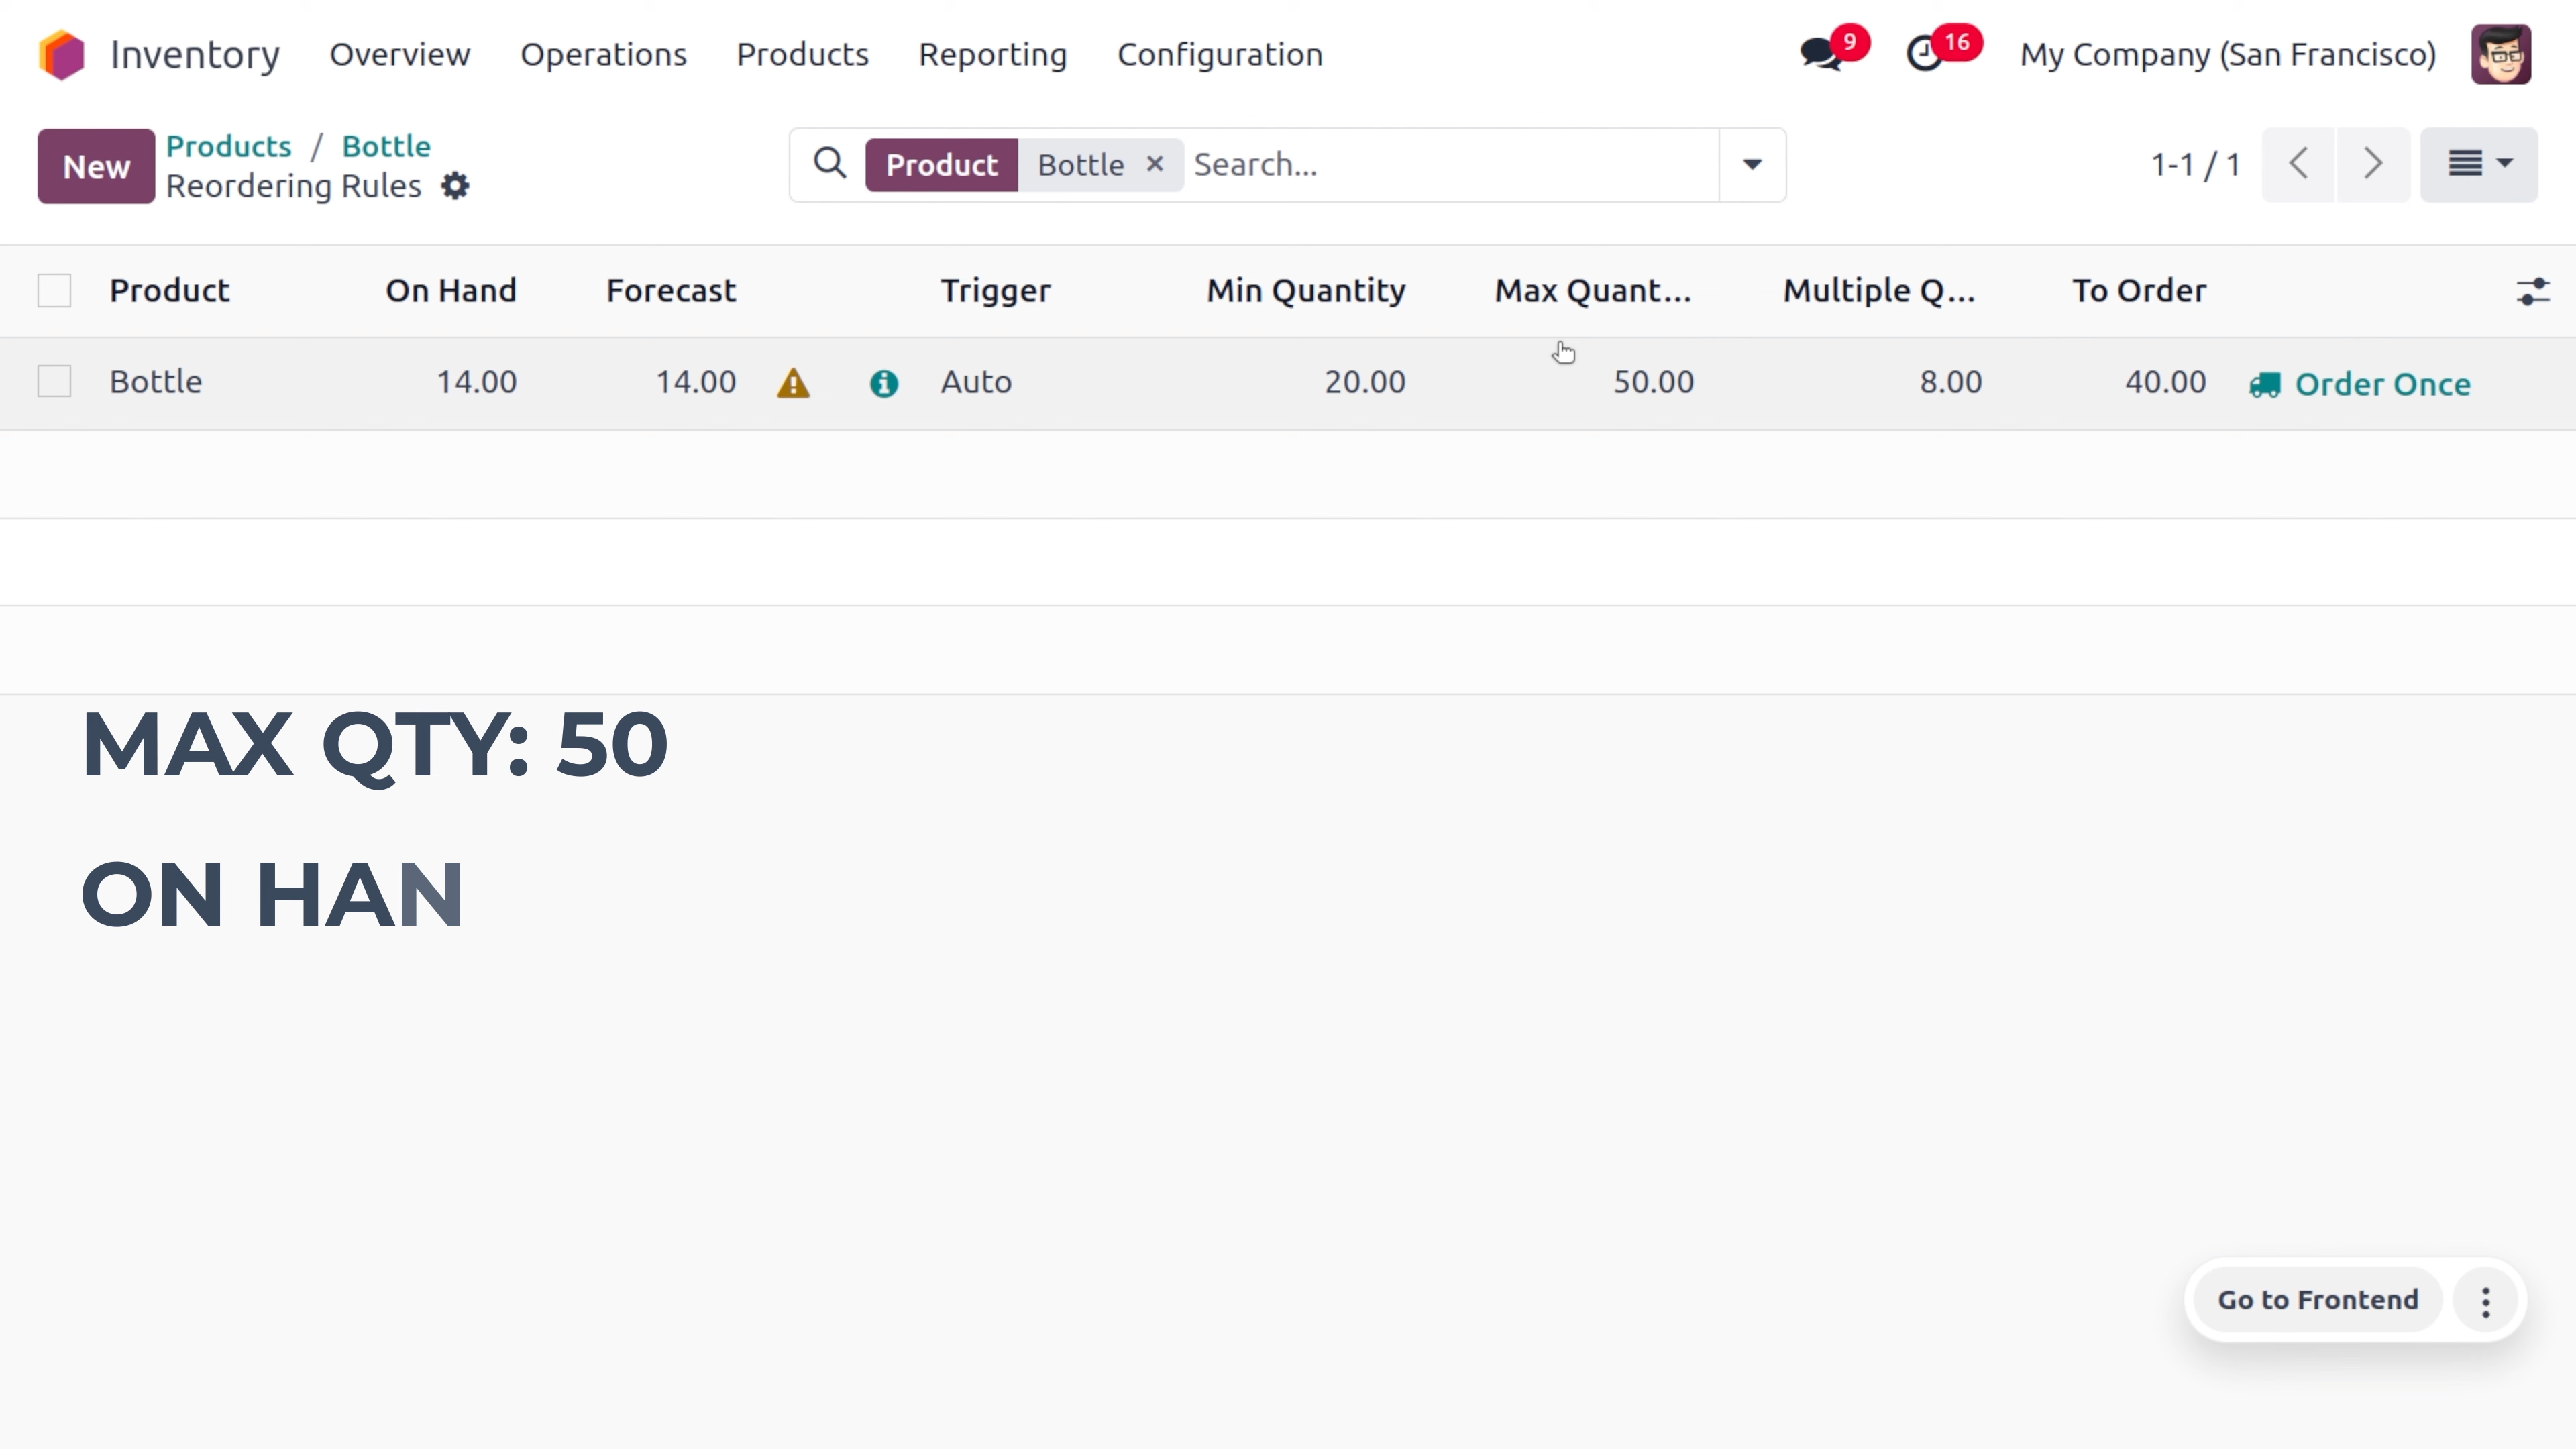 Inventory Overview Operations Products Reporting Configuration 9 16 My Company (San Francisco)
New Products / Bottle Product Bottle × Search... 1-1 / 1
Reordering Rules
Product On Hand Forecast Trigger Min Quantity Max Quant... Multiple Q... To Order
Bottle 14.00 14.00 Auto 20.00 50.00 8.00 40.00 Order Once
MAX QTY: 50
ON HAN
Go to Frontend